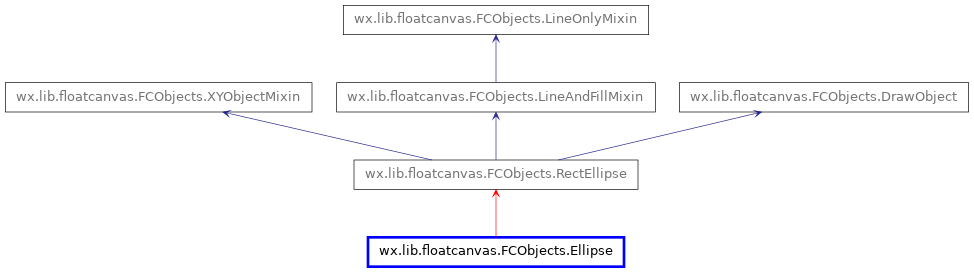 wx.lib.floatcanvas.FCObjects.LineOnlyMixin
wx.lib.floatcanvas.FCObjects.XYObjectMixin
wx.lib.floatcanvas.FCObjects.LineAndFillMixin
wx.lib.floatcanvas.FCObjects.DrawObject
wx.lib.floatcanvas.FCObjects.RectEllipse
wx.lib.floatcanvas.FCObjects.Ellipse